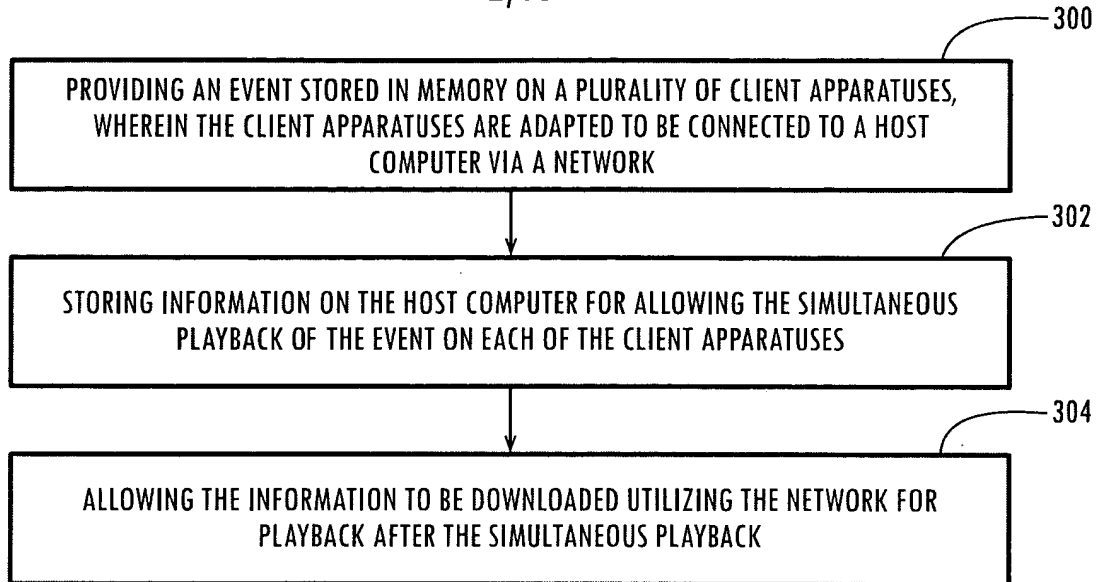 300
PROVIDING AN EVENT STORED IN MEMORY ON A PLURALITY OF CLIENT APPARATUSES,
WHEREIN THE CLIENT APPARATUSES ARE ADAPTED TO BE CONNECTED TO A HOST
COMPUTER VIA A NETWORK
302
STORING INFORMATION ON THE HOST COMPUTER FOR ALLOWING THE SIMULTANEOUS
PLAYBACK OF THE EVENT ON EACH OF THE CLIENT APPARATUSES
304
ALLOWING THE INFORMATION TO BE DOWNLOADED UTILIZING THE NETWORK FOR
PLAYBACK AFTER THE SIMULTANEOUS PLAYBACK